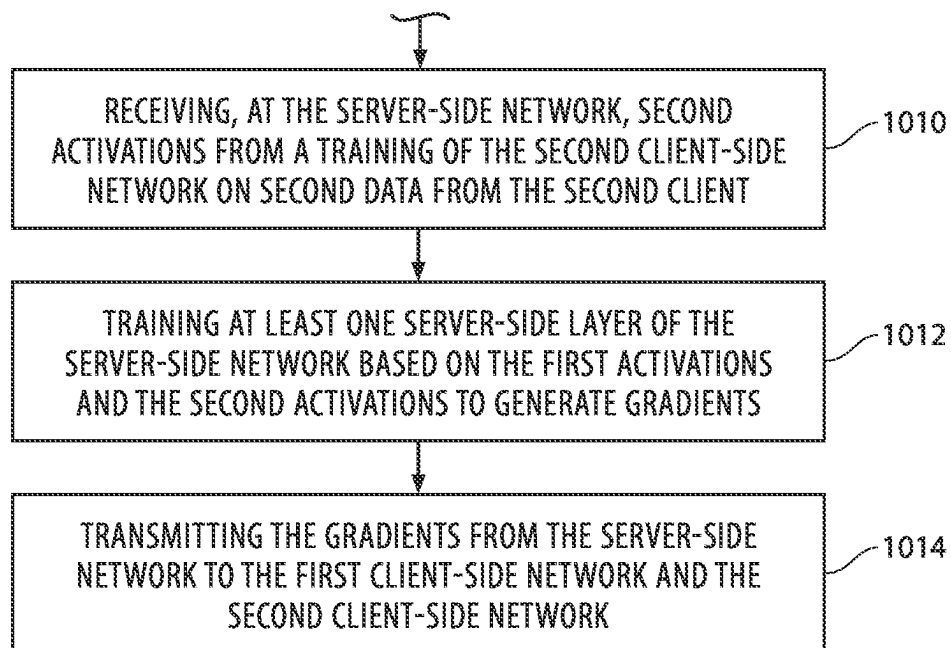 RECEIVING, AT THE SERVER-SIDE NETWORK, SECOND
ACTIVATIONS FROM A TRAINING OF THE SECOND CLIENT-SIDE
NETWORK ON SECOND DATA FROM THE SECOND CLIENT
1010
TRAINING AT LEAST ONE SERVER-SIDE LAYER OF THE
SERVER-SIDE NETWORK BASED ON THE FIRST ACTIVATIONS
AND THE SECOND ACTIVATIONS TO GENERATE GRADIENTS
1012
TRANSMITTING THE GRADIENTS FROM THE SERVER-SIDE
NETWORK TO THE FIRST CLIENT-SIDE NETWORK AND THE
SECOND CLIENT-SIDE NETWORK
1014